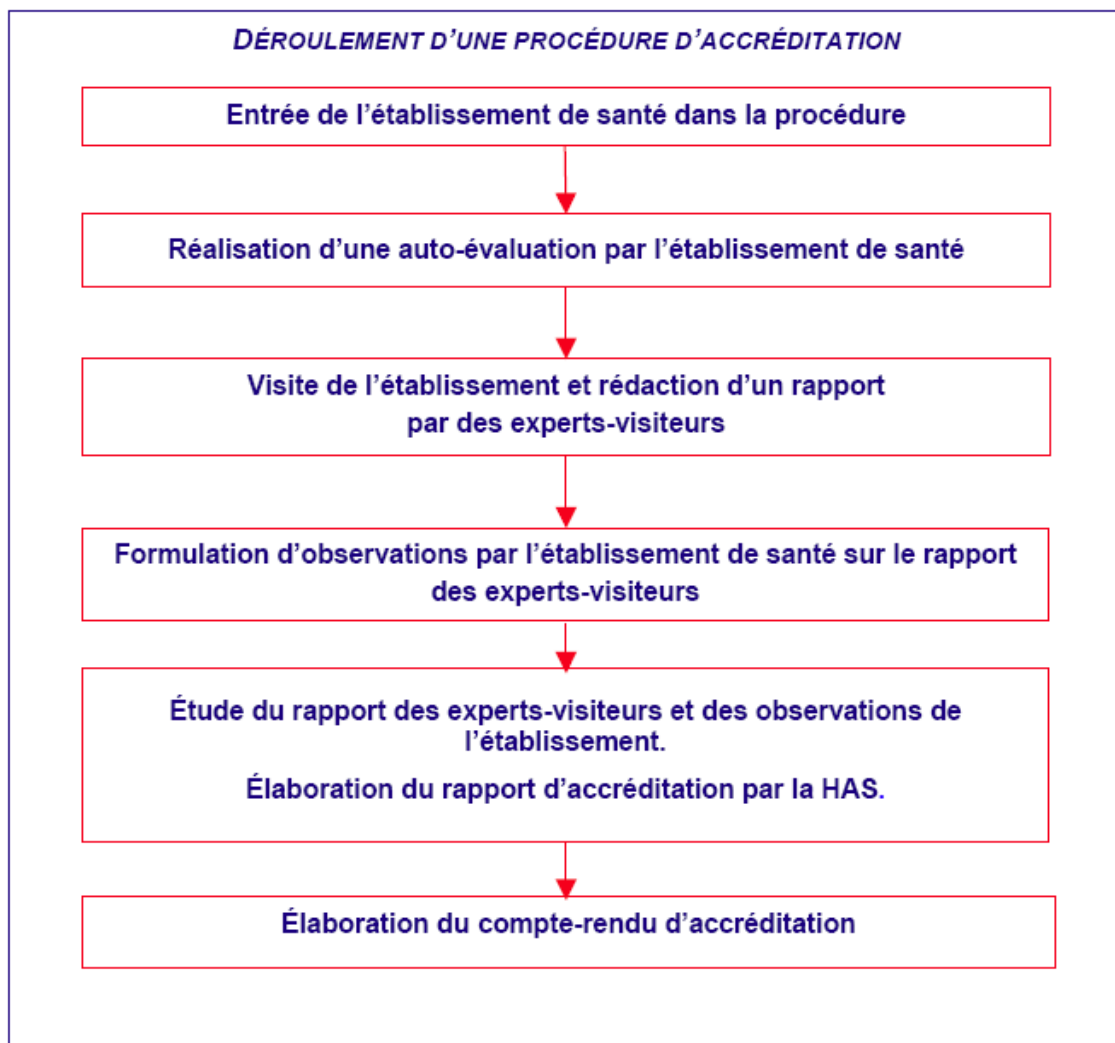 DÉROULEMENT D'UNE PROCÉDURE D'ACCRÉDITATION
Entrée de l'établissement de santé dans la procédure
Réalisation d'une auto-évaluation par l'établissement de santé
Visite de l'établissement et rédaction d'un rapport
par des experts-visiteurs
Formulation d'observations par l'établissement de santé sur le rapport
des experts-visiteurs
Étude du rapport des experts-visiteurs et des observations de
l'établissement.
Élaboration du rapport d'accréditation par la HAS.
Élaboration du compte-rendu d'accréditation